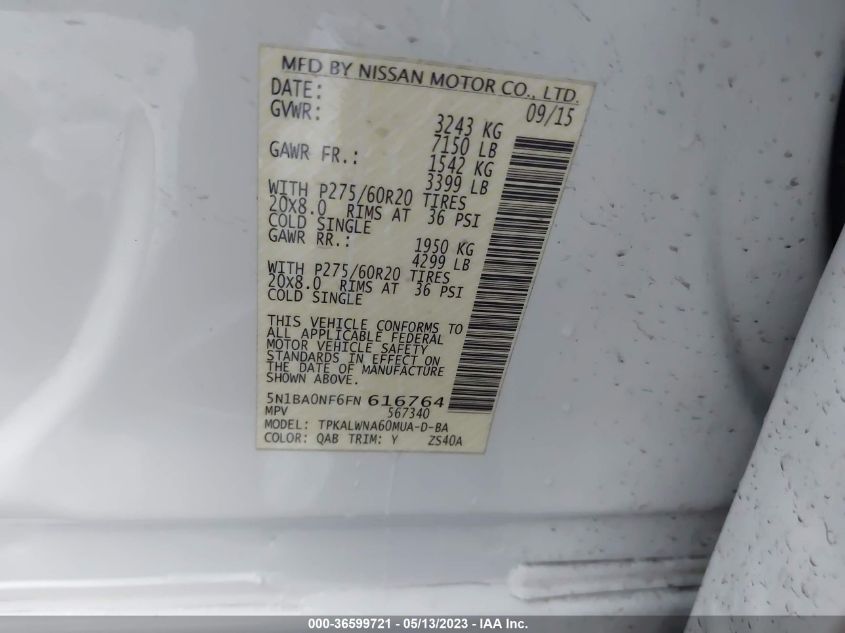 MFD BY NISSAN MOTOR CO., LTD.
DATE: 09/15
GVWR: 3243 KG
7150 LB
GAWR FR.: 1542 KG
3399 LB
WITH P275/60R20 TIRES
20X8.0 RIMS AT 36 PSI
COLD SINGLE
GAWR RR.: 1950 KG
4299 LB
WITH P275/60R20 TIRES
20X8.0 RIMS AT 36 PSI
COLD SINGLE
THIS VEHICLE CONFORMS TO
ALL APPLICABLE FEDERAL
MOTOR VEHICLE SAFETY
STANDARDS IN EFFECT ON
THE DATE OF MANUFACTURE
SHOWN ABOVE.
5N1BA0NF6FN 616764
MPV 567340
MODEL: TPKALWNA60MUA-D-BA
COLOR: QAB TRIM: Y ZS40A
000-36599721 - 05/13/2023 - IAA Inc.